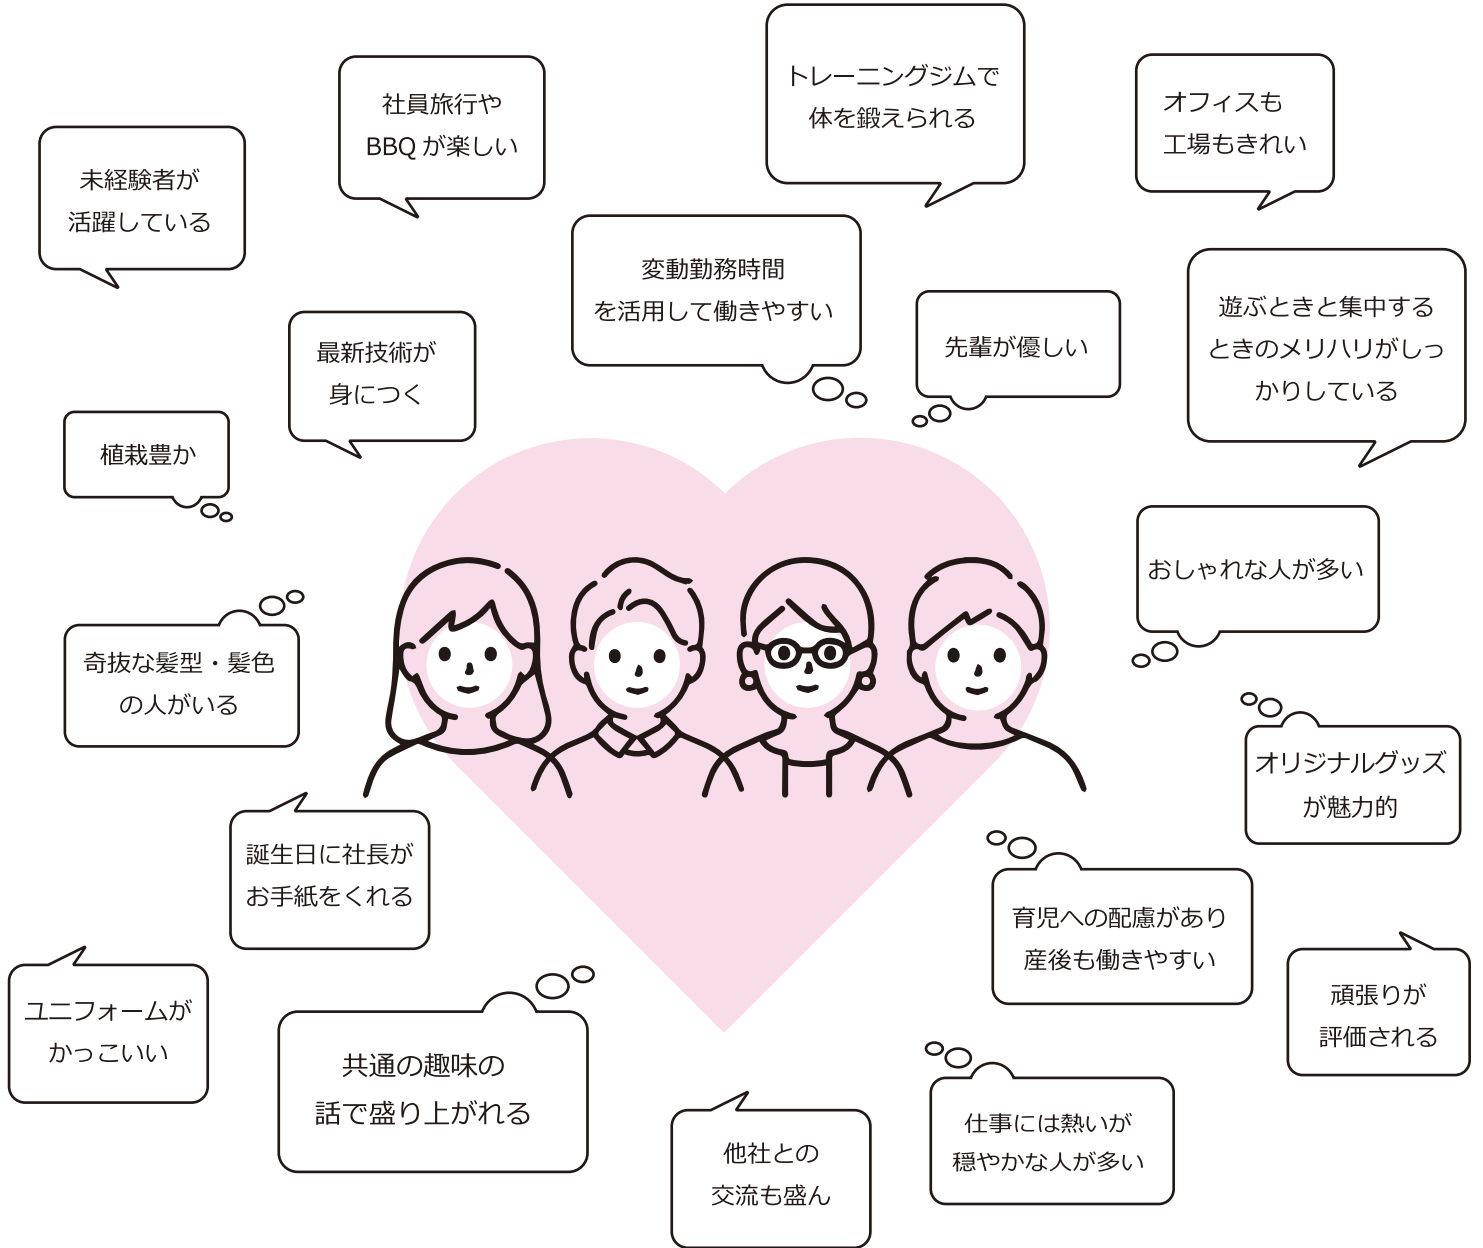 トレーニングジムで
体を鍛えられる
社員旅行や
BBQ が楽しい
オフィスも
工場もきれい
未経験者が
活躍している
変動勤務時間
を活用して働きやすい
先輩が優しい
遊ぶときと集中する
ときのメリハリがしっ
かりしている
最新技術が
身につく
植栽豊か
おしゃれな人が多い
奇抜な髪型・髪色
の人がいる
オリジナルグッズ
が魅力的
誕生日に社長が
お手紙をくれる
育児への配慮があり
産後も働きやすい
頑張りが
評価される
ユニフォームが
かっこいい
共通の趣味の
話で盛り上がれる
仕事には熱いが
穏やかな人が多い
他社との
交流も盛ん